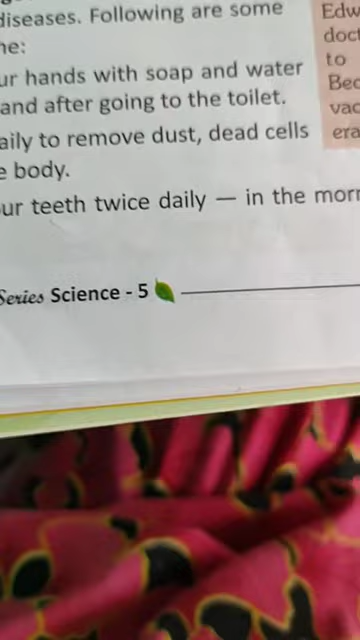 diseases. Following are some
ne:
ur hands with soap and water
and after going to the toilet.
aily to remove dust, dead cells
e body.
ur teeth twice daily — in the morn
Series Science - 5
Edw
doct
to
Bec
vac
era